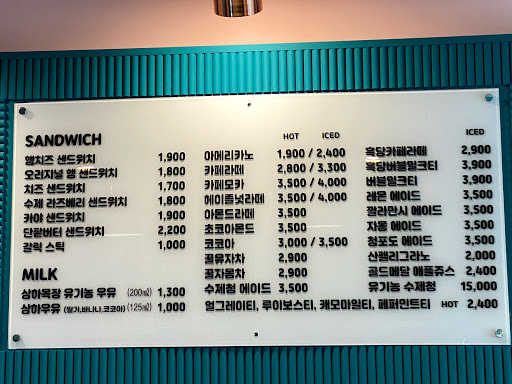 SANDWICH
햄치즈 샌드위치 1,900
오리지널 햄 샌드위치 1,800
치즈 샌드위치 1,700
수제 라즈베리 샌드위치 1,800
카야 샌드위치 1,900
단팥버터 샌드위치 2,200
갈릭 스틱 1,000
MILK
상하목장 유기농 우유 (200㎖) 1,300
상하우유 (딸기,바나나,코코아) (125㎖) 1,000
HOT / ICED
아메리카노 1,900 / 2,400
카페라떼 2,800 / 3,300
카페모카 3,500 / 4,000
헤이즐넛라떼 3,500 / 4,000
아몬드라떼 3,500
초코아몬드 3,500
코코아 3,000 / 3,500
꿀유자차 2,900
꿀자몽차 2,900
수제청 에이드 3,500
얼그레이티, 루이보스티, 캐모마일티, 페퍼민트티 HOT 2,400
ICED
흑당카페라떼 2,900
흑당버블밀크티 3,900
버블밀크티 3,900
레몬 에이드 3,500
깔라만시 에이드 3,500
자몽 에이드 3,500
청포도 에이드 3,500
산펠리그라노 2,000
골드메달 애플쥬스 2,400
유기농 수제청 15,000